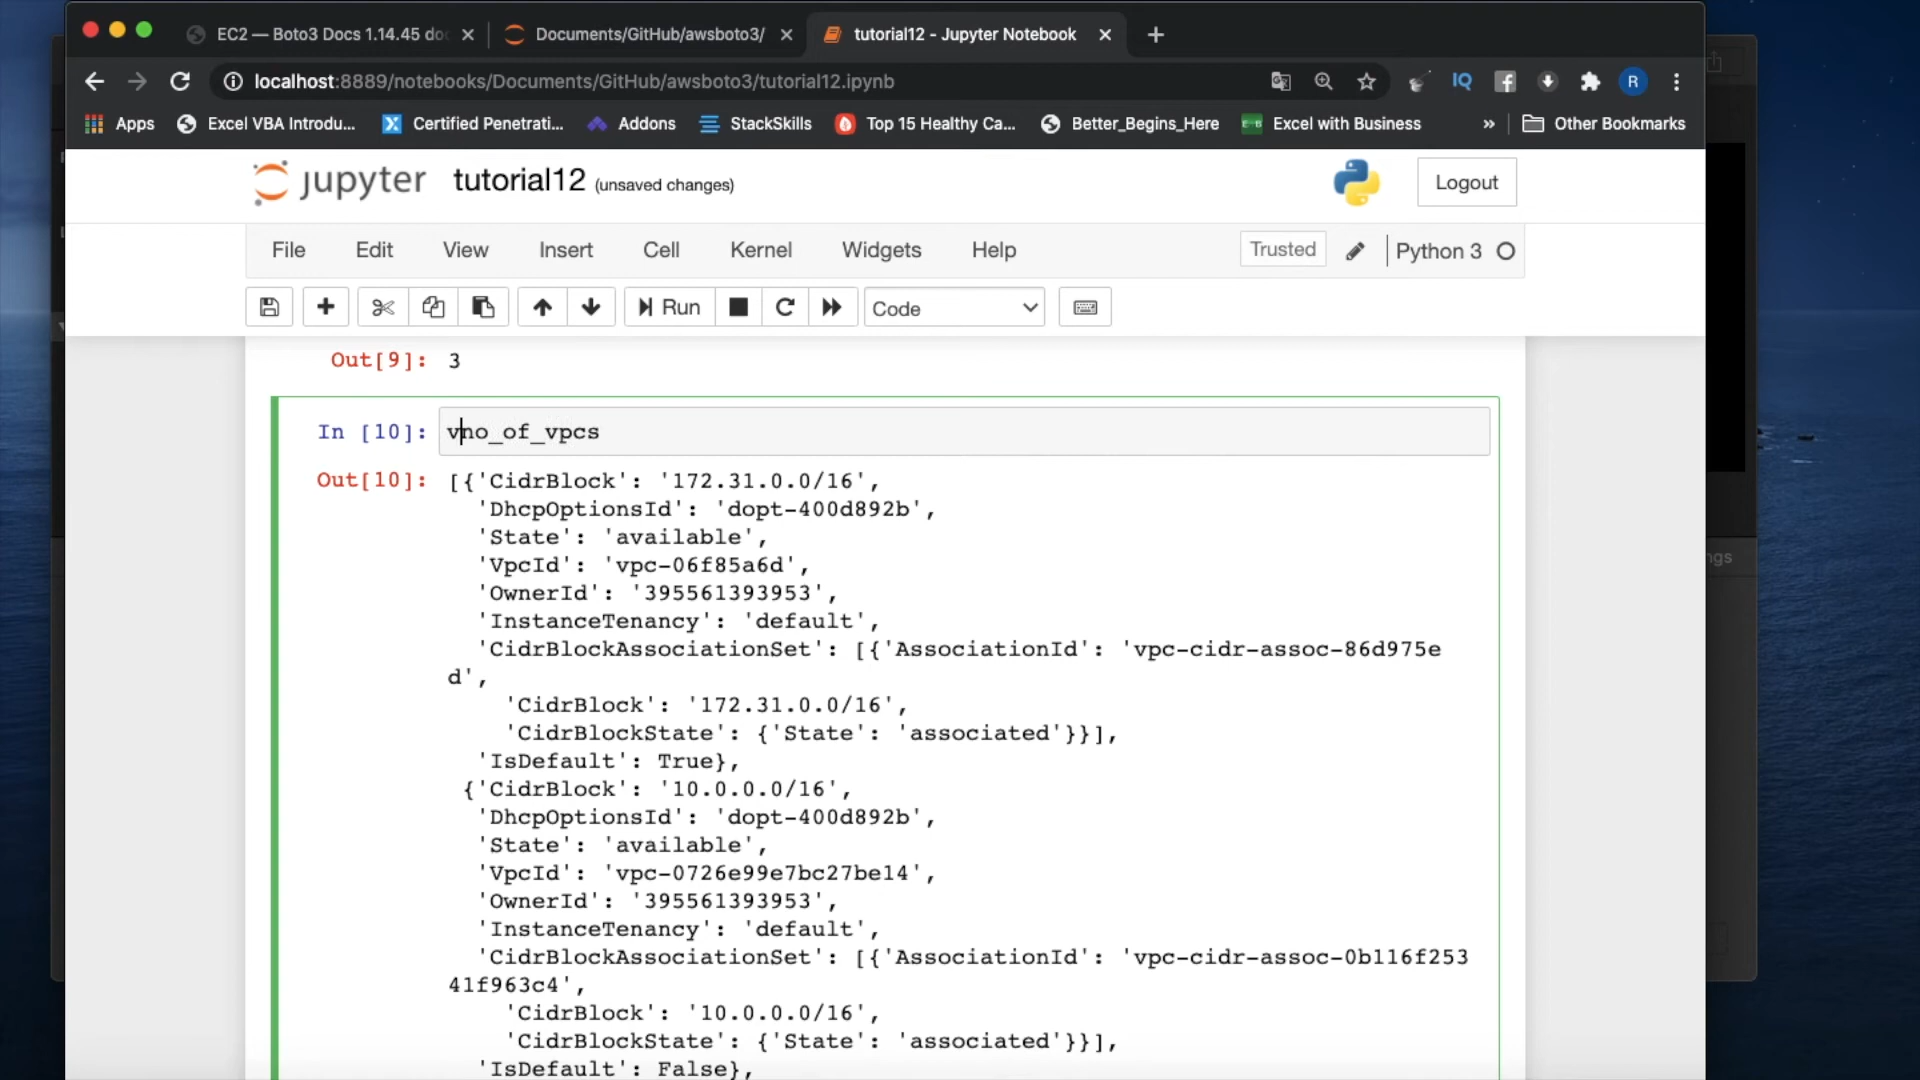 EC2 — Boto3 Docs 1.14.45 do
Documents/GitHub/awsboto3/
tutorial12 - Jupyter Notebook
localhost:8889/notebooks/Documents/GitHub/awsboto3/tutorial12.ipynb
IQ
R
Apps
Excel VBA Introdu...
Certified Penetrati...
Addons
StackSkills
Top 15 Healthy Ca...
Better_Begins_Here
Excel with Business
»
Other Bookmarks
jupyter tutorial12 (unsaved changes)
Logout
File Edit View Insert Cell Kernel Widgets Help
Trusted
Python 3
Run
Code
Out[9]: 3
In [10]: vno_of_vpcs
Out[10]: [{'CidrBlock': '172.31.0.0/16',
'DhcpOptionsId': 'dopt-400d892b',
'State': 'available',
'VpcId': 'vpc-06f85a6d',
'OwnerId': '395561393953',
'InstanceTenancy': 'default',
'CidrBlockAssociationSet': [{'AssociationId': 'vpc-cidr-assoc-86d975e
d',
'CidrBlock': '172.31.0.0/16',
'CidrBlockState': {'State': 'associated'}}],
'IsDefault': True},
{'CidrBlock': '10.0.0.0/16',
'DhcpOptionsId': 'dopt-400d892b',
'State': 'available',
'VpcId': 'vpc-0726e99e7bc27be14',
'OwnerId': '395561393953',
'InstanceTenancy': 'default',
'CidrBlockAssociationSet': [{'AssociationId': 'vpc-cidr-assoc-0b116f253
41f963c4',
'CidrBlock': '10.0.0.0/16',
'CidrBlockState': {'State': 'associated'}}],
'IsDefault': False},
ngs